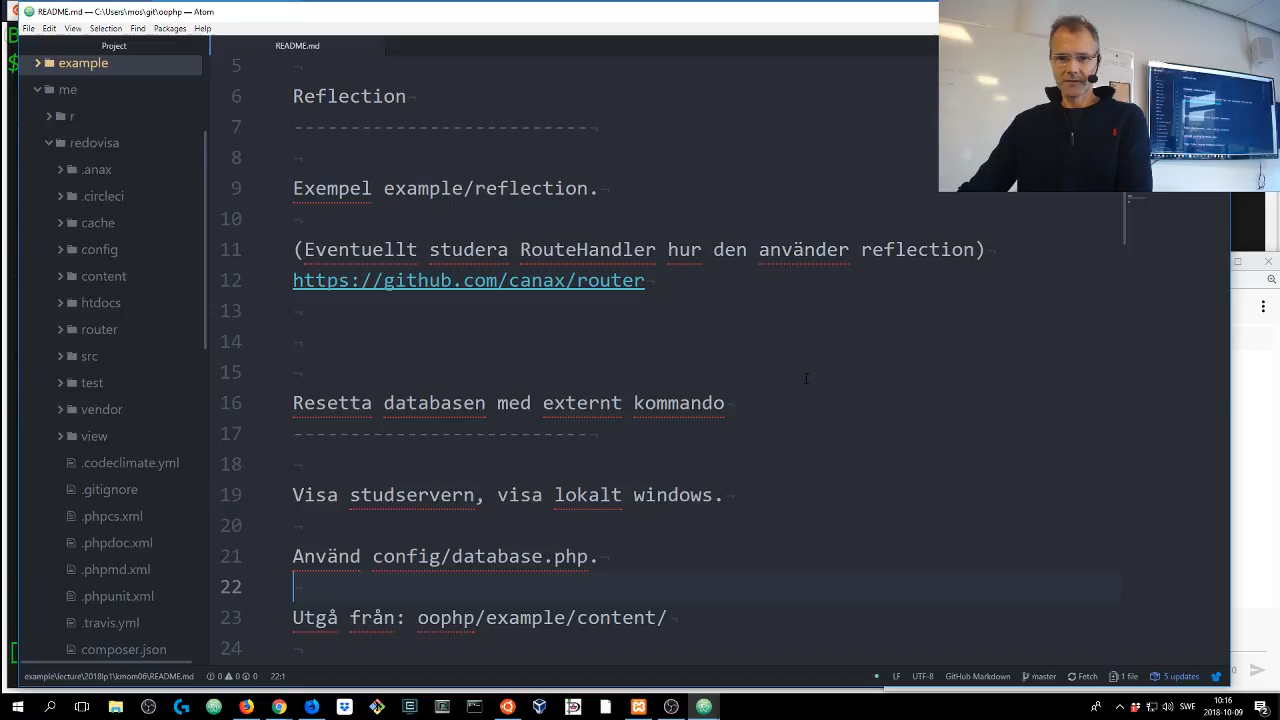 README.md — C:\Users\mos\git\oophp — Atom
File Edit View Selection Find Packages Help
Project
README.md
example
me
r
redovisa
.anax
.circleci
cache
config
content
htdocs
router
src
test
vendor
view
.codeclimate.yml
.gitignore
.phpcs.xml
.phpdoc.xml
.phpmd.xml
.phpunit.xml
.travis.yml
composer.json
5
6 Reflection
7 --------------------------
8
9 Exempel example/reflection.
10
11 (Eventuellt studera RouteHandler hur den använder reflection)
12 https://github.com/canax/router
13
14
15
16 Resetta databasen med externt kommando
17 --------------------------
18
19 Visa studservern, visa lokalt windows.
20
21 Använd config/database.php.
22
23 Utgå från: oophp/example/content/
24
example\lecture\2018lp1\kmom06\README.md 0 0 0 22:1 LF UTF-8 GitHub Markdown master Fetch 1 file 5 updates
SWE 10:16
2018-10-09